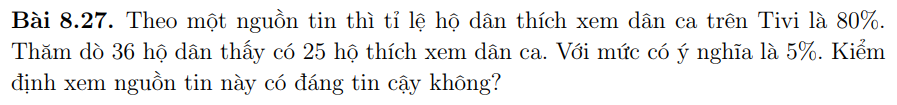 Bài 8.27. Theo một nguồn tin thì tỉ lệ hộ dân thích xem dân ca trên Tivi là 80%.
Thăm dò 36 hộ dân thấy có 25 hộ thích xem dân ca. Với mức có ý nghĩa là 5%. Kiểm
định xem nguồn tin này có đáng tin cậy không?